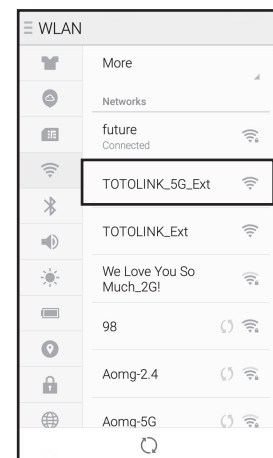 WLAN
More
Networks
future
Connected
TOTOLINK_5G_Ext
TOTOLINK_Ext
We Love You So
Much_2G!
98
Aomg-2.4
Aomg-5G